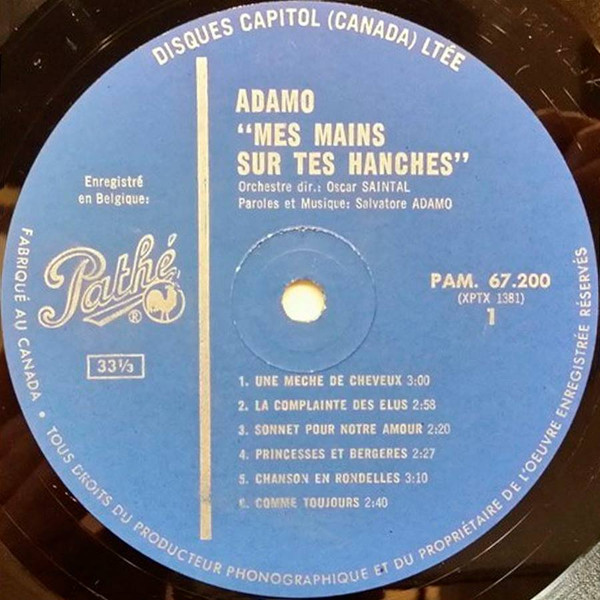 DISQUES CAPITOL (CANADA) LTÉE
ADAMO
"MES MAINS
SUR TES HANCHES"
Orchestre dir.: Oscar SAINTAL
Paroles et Musique: Salvatore ADAMO
Enregistré
en Belgique:
Pathé
®
33⅓
PAM. 67.200
(XPTX 1381)
1
1. UNE MECHE DE CHEVEUX 3:00
2. LA COMPLAINTE DES ELUS 2:58
3. SONNET POUR NOTRE AMOUR 2:20
4. PRINCESSES ET BERGERES 2:27
5. CHANSON EN RONDELLES 3:10
6. COMME TOUJOURS 2:40
FABRIQUÉ AU CANADA • TOUS DROITS DU PRODUCTEUR PHONOGRAPHIQUE ET DU PROPRIÉTAIRE DE L'OEUVRE ENREGISTRÉE RÉSERVÉS